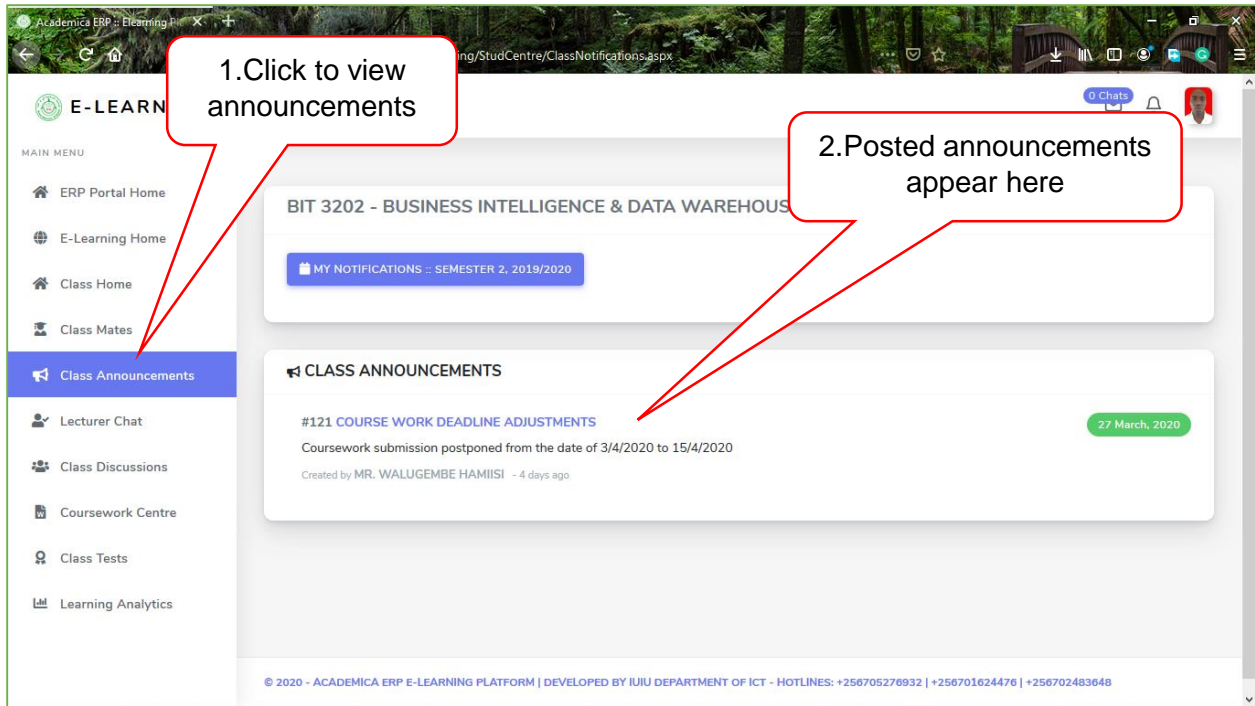 Academica ERP :: Elearning Pl
ing/StudCentre/ClassNotifications.aspx
1.Click to view
announcements
E-LEARN
0 Chats
2.Posted announcements
appear here
MAIN MENU
ERP Portal Home
E-Learning Home
Class Home
Class Mates
Class Announcements
Lecturer Chat
Class Discussions
Coursework Centre
Class Tests
Learning Analytics
BIT 3202 - BUSINESS INTELLIGENCE & DATA WAREHOUS
MY NOTIFICATIONS :: SEMESTER 2, 2019/2020
CLASS ANNOUNCEMENTS
#121 COURSE WORK DEADLINE ADJUSTMENTS
27 March, 2020
Coursework submission postponed from the date of 3/4/2020 to 15/4/2020
Created by MR. WALUGEMBE HAMIISI - 4 days ago
© 2020 - ACADEMICA ERP E-LEARNING PLATFORM | DEVELOPED BY IUIU DEPARTMENT OF ICT - HOTLINES: +256705276932 | +256701624476 | +256702483648